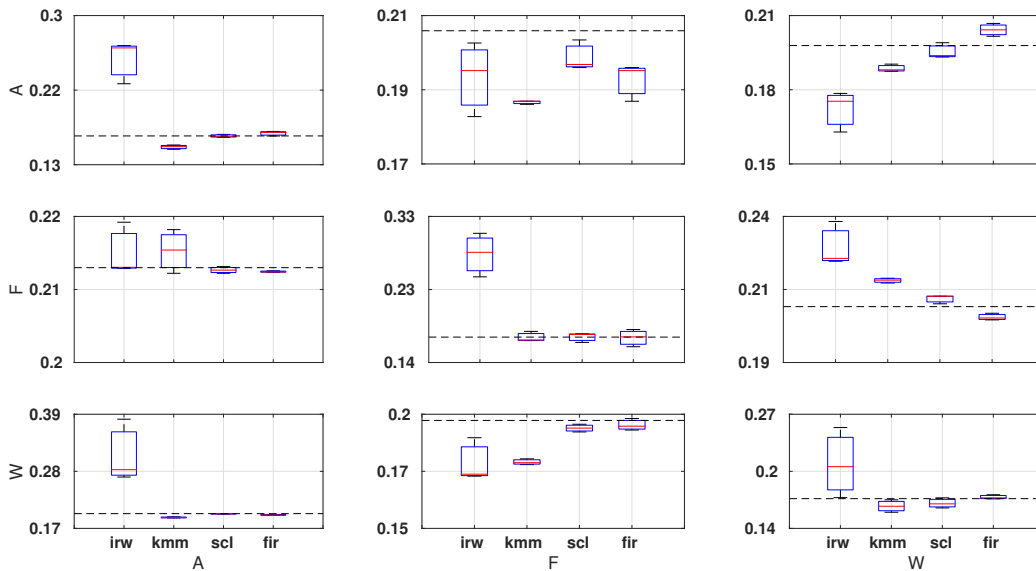 0.3 0.21 0.21
A 0.22 0.19 0.18
0.13 0.17 0.15
0.22 0.33 0.24
F 0.21 0.23 0.21
0.2 0.14 0.19
0.39 0.2 0.27
W 0.28 0.17 0.2
0.17 0.15 0.14
irw kmm scl fir irw kmm scl fir irw kmm scl fir
A F W